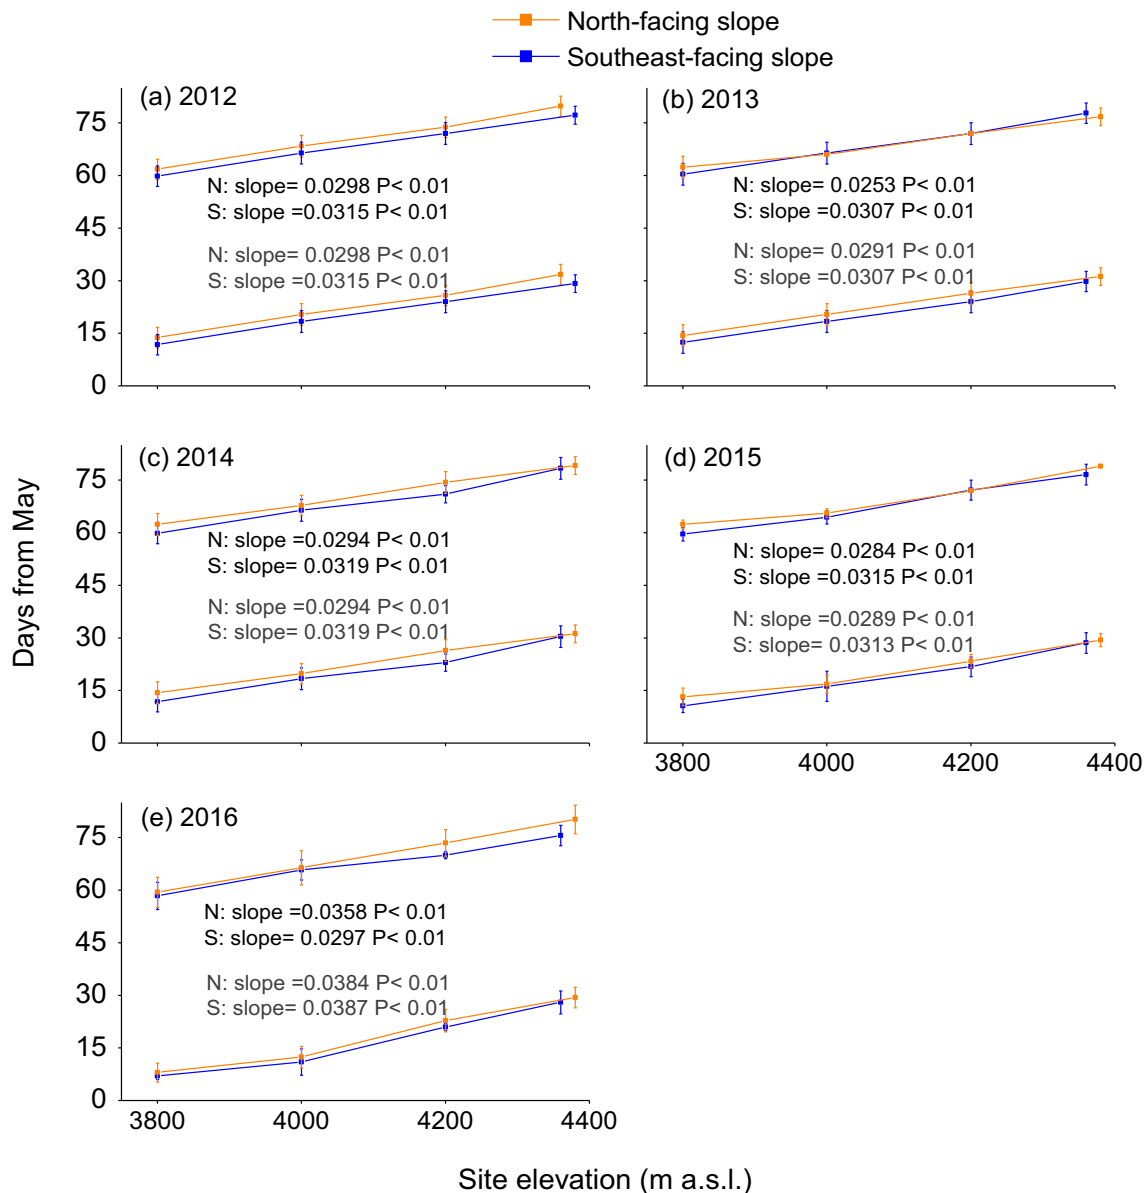 North-facing slope
Southeast-facing slope
(a) 2012
75
60
45
30
15
0
N: slope= 0.0298 P< 0.01
S: slope =0.0315 P< 0.01
N: slope= 0.0298 P< 0.01
S: slope =0.0315 P< 0.01
(b) 2013
N: slope= 0.0253 P< 0.01
S: slope =0.0307 P< 0.01
N: slope= 0.0291 P< 0.01
S: slope =0.0307 P< 0.01
Days from May
(c) 2014
75
60
45
30
15
0
N: slope =0.0294 P< 0.01
S: slope= 0.0319 P< 0.01
N: slope =0.0294 P< 0.01
S: slope= 0.0319 P< 0.01
(d) 2015
N: slope= 0.0284 P< 0.01
S: slope =0.0315 P< 0.01
N: slope =0.0289 P< 0.01
S: slope= 0.0313 P< 0.01
3800 4000 4200 4400
(e) 2016
75
60
45
30
15
0
N: slope =0.0358 P< 0.01
S: slope= 0.0297 P< 0.01
N: slope =0.0384 P< 0.01
S: slope= 0.0387 P< 0.01
3800 4000 4200 4400
Site elevation (m a.s.l.)